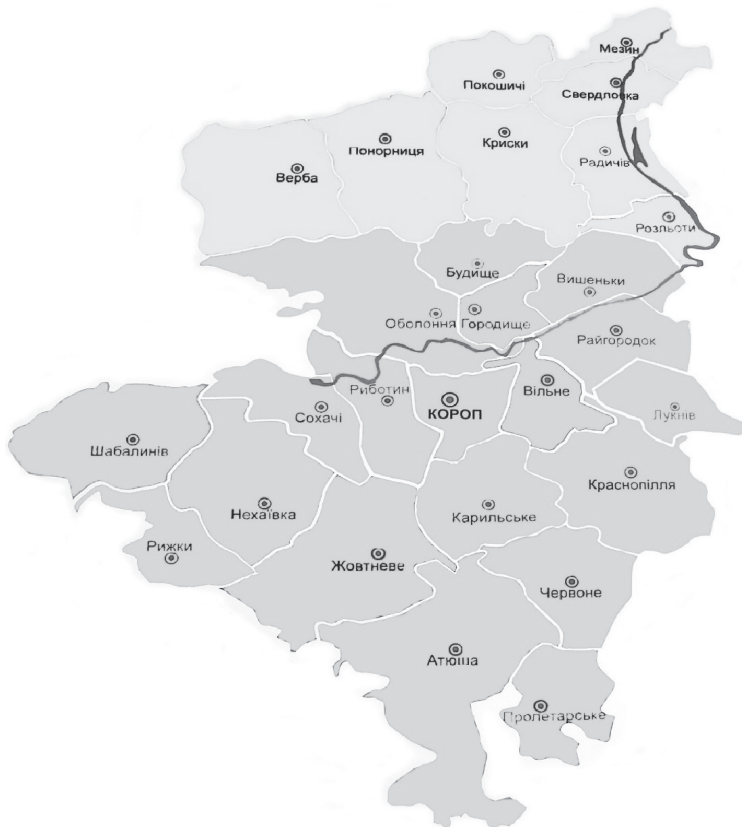 Мезин
Покошичі
Свердловка
Понорниця
Криски
Радичів
Верба
Розльоти
Будище
Вишеньки
Оболоння
Городище
Райгородок
Риботин
Вільне
Сохачі
КОРОП
Лукнів
Шабалинів
Краснопілля
Нехаївка
Карильське
Рижки
Жовтневе
Червоне
Атюша
Пролетарське